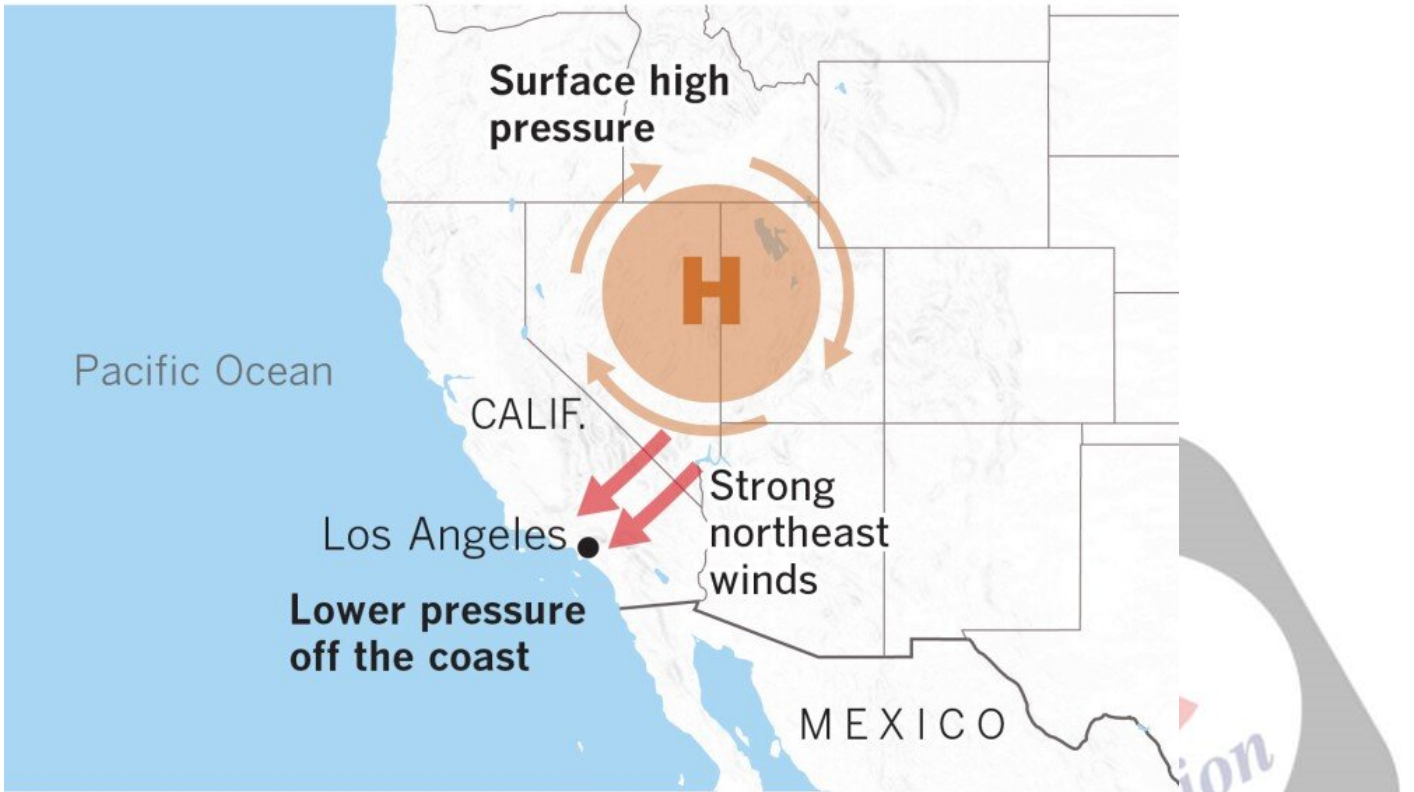 Surface high
pressure
H
Pacific Ocean
CALIF.
Strong
northeast
winds
Los Angeles
Lower pressure
off the coast
MEXICO